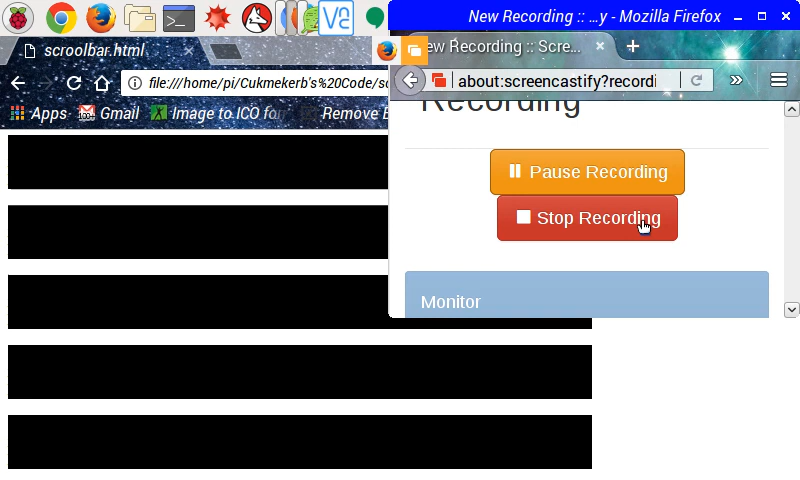 New Recording :: ...y - Mozilla Firefox
scroolbar.html
ew Recording :: Scre...
file:///home/pi/Cukmekerb's%20Code/sc
about:screencastify?recordi
Apps
Gmail
Image to ICO fo
Remove B
Recording
Pause Recording
Stop Recording
Monitor